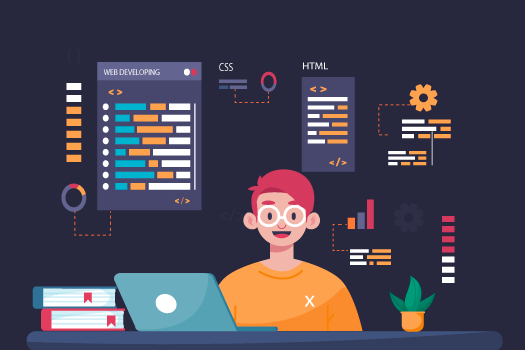 WEB DEVELOPING
CSS
HTML
< >
< >
</>
</>
X